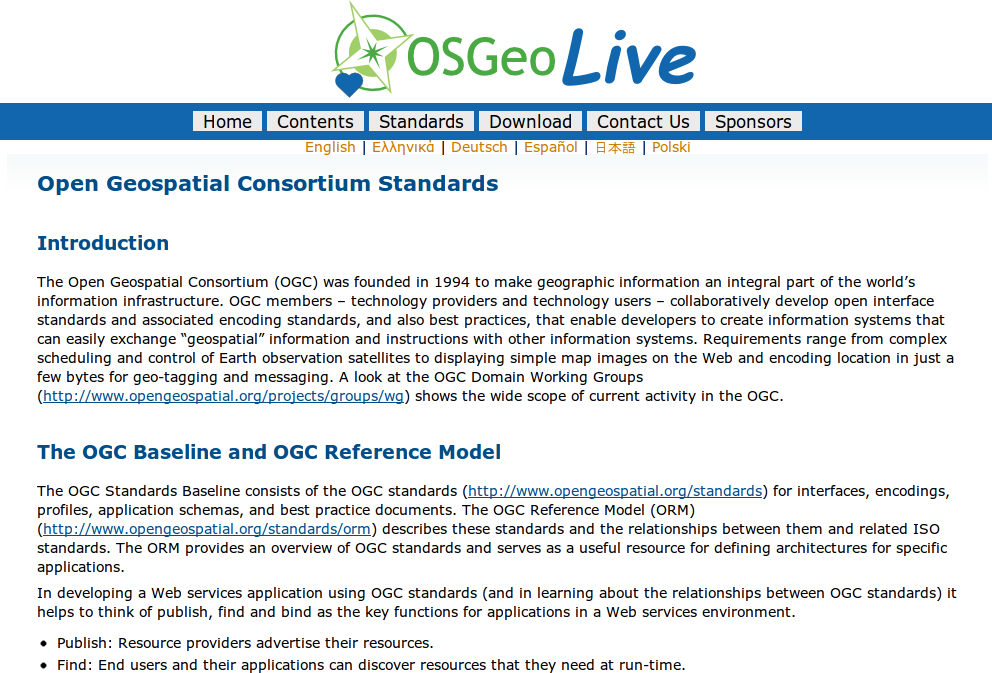 OSGeo Live
Home Contents Standards Download Contact Us Sponsors
English | Ελληνικά | Deutsch | Español | 日本語 | Polski
Open Geospatial Consortium Standards
Introduction
The Open Geospatial Consortium (OGC) was founded in 1994 to make geographic information an integral part of the world’s
information infrastructure. OGC members – technology providers and technology users – collaboratively develop open interface
standards and associated encoding standards, and also best practices, that enable developers to create information systems that
can easily exchange “geospatial” information and instructions with other information systems. Requirements range from complex
scheduling and control of Earth observation satellites to displaying simple map images on the Web and encoding location in just a
few bytes for geo-tagging and messaging. A look at the OGC Domain Working Groups
(http://www.opengeospatial.org/projects/groups/wg) shows the wide scope of current activity in the OGC.
The OGC Baseline and OGC Reference Model
The OGC Standards Baseline consists of the OGC standards (http://www.opengeospatial.org/standards) for interfaces, encodings,
profiles, application schemas, and best practice documents. The OGC Reference Model (ORM)
(http://www.opengeospatial.org/standards/orm) describes these standards and the relationships between them and related ISO
standards. The ORM provides an overview of OGC standards and serves as a useful resource for defining architectures for specific
applications.
In developing a Web services application using OGC standards (and in learning about the relationships between OGC standards) it
helps to think of publish, find and bind as the key functions for applications in a Web services environment.
• Publish: Resource providers advertise their resources.
• Find: End users and their applications can discover resources that they need at run-time.